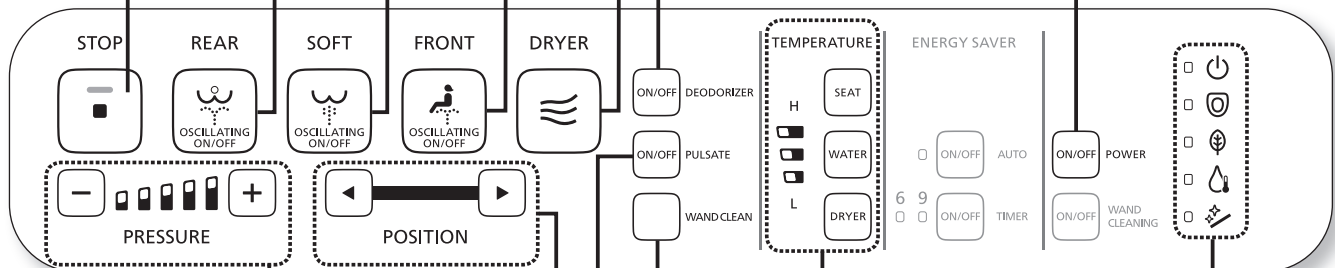 STOP REAR SOFT FRONT DRYER
TEMPERATURE
ENERGY SAVER
OSCILLATING
ON/OFF
OSCILLATING
ON/OFF
OSCILLATING
ON/OFF
ON/OFF DEODORIZER
ON/OFF PULSATE
WAND CLEAN
H
L
SEAT
WATER
DRYER
ON/OFF AUTO
6 9
ON/OFF TIMER
ON/OFF POWER
ON/OFF WAND
CLEANING
− +
PRESSURE
POSITION